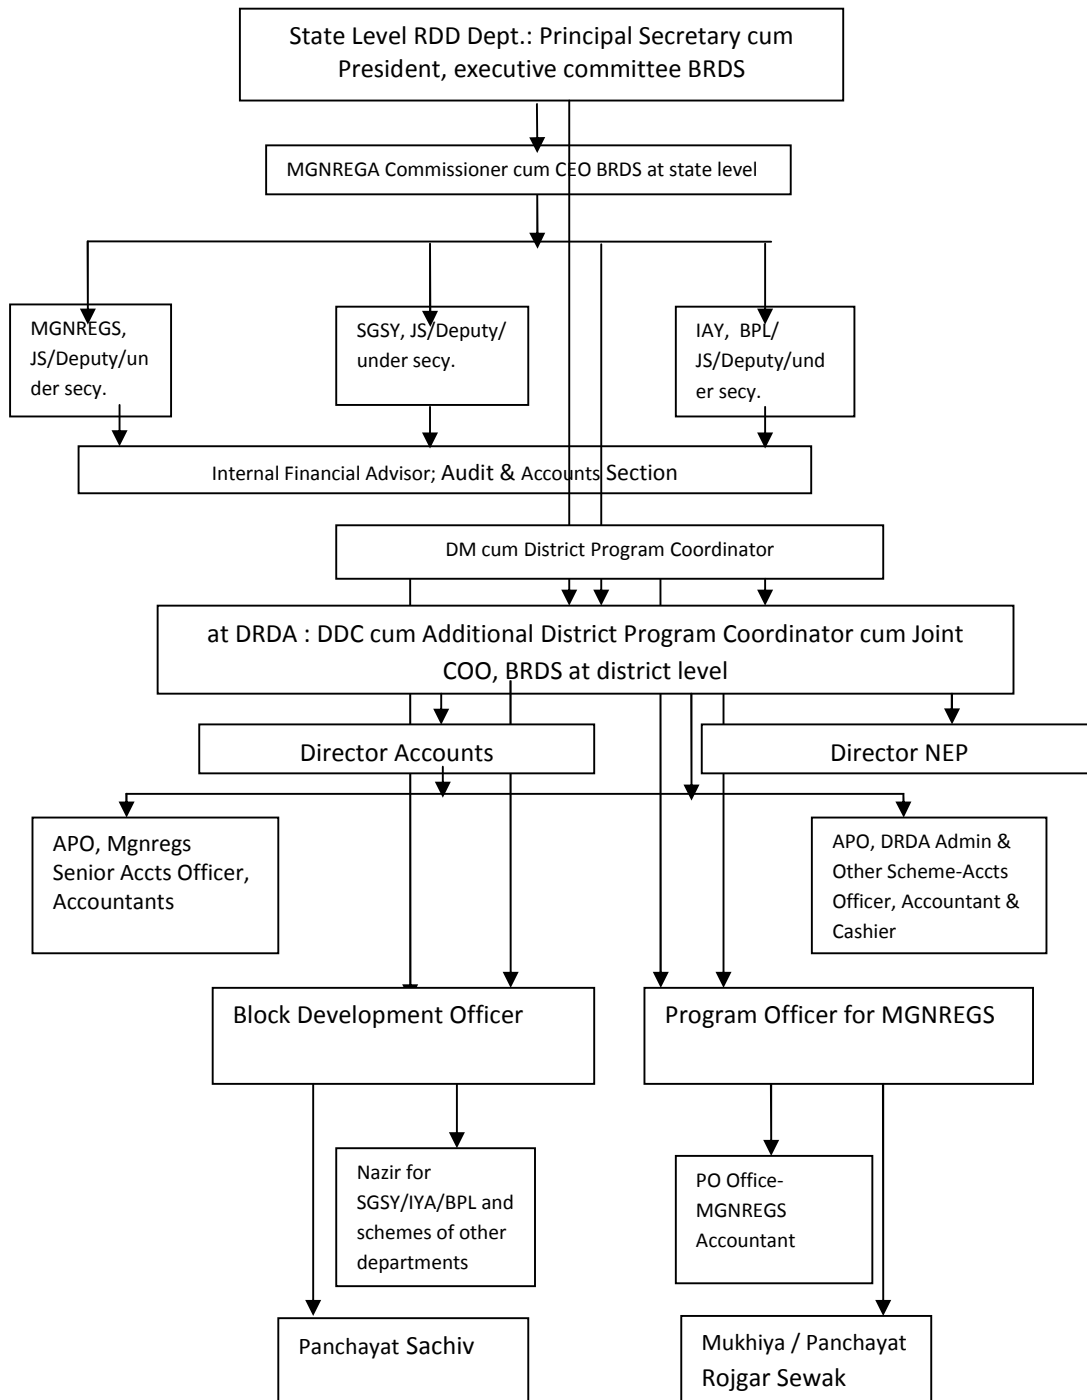 State Level RDD Dept.: Principal Secretary cum
President, executive committee BRDS
MGNREGA Commissioner cum CEO BRDS at state level
MGNREGS,
JS/Deputy/un
der secy.
SGSY, JS/Deputy/
under secy.
IAY, BPL/
JS/Deputy/und
er secy.
Internal Financial Advisor; Audit & Accounts Section
DM cum District Program Coordinator
at DRDA : DDC cum Additional District Program Coordinator cum Joint
COO, BRDS at district level
Director Accounts
Director NEP
APO, Mgnregs
Senior Accts Officer,
Accountants
APO, DRDA Admin &
Other Scheme-Accts
Officer, Accountant &
Cashier
Block Development Officer
Program Officer for MGNREGS
Nazir for
SGSY/IYA/BPL and
schemes of other
departments
PO Office-
MGNREGS
Accountant
Panchayat Sachiv
Mukhiya / Panchayat
Rojgar Sewak